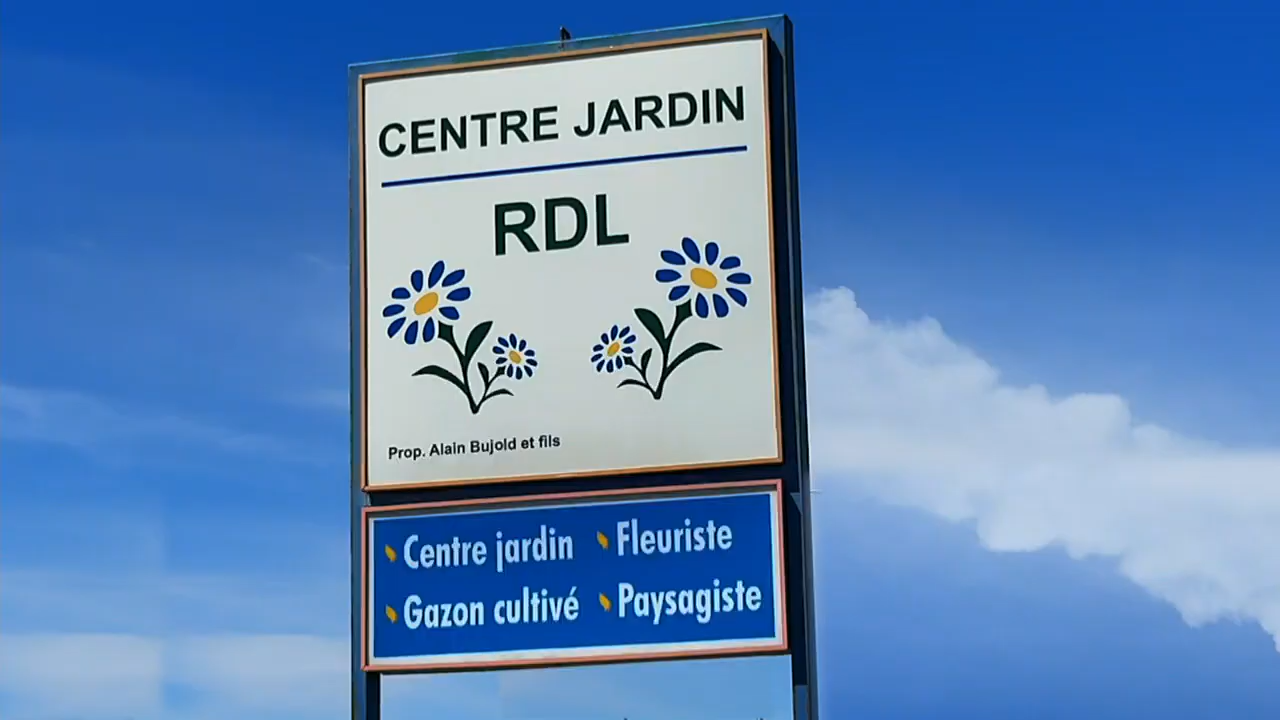 CENTRE JARDIN
RDL
Prop. Alain Bujold et fils
Centre jardin Fleuriste
Gazon cultivé Paysagiste